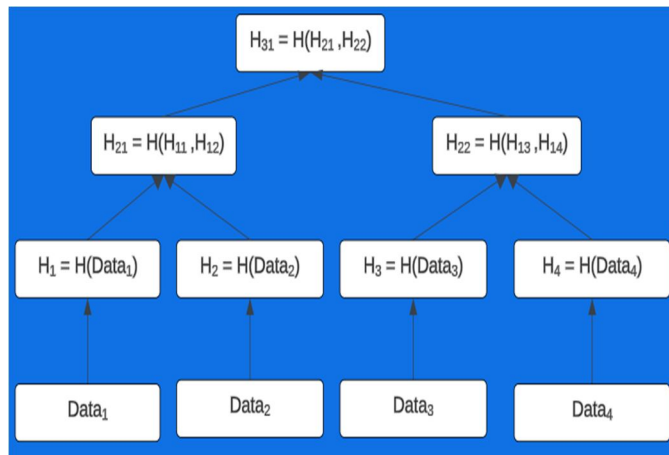 H₃₁ = H(H₂₁ ,H₂₂)
H₂₁ = H(H₁₁ ,H₁₂)
H₂₂ = H(H₁₃ ,H₁₄)
H₁ = H(Data₁)
H₂ = H(Data₂)
H₃ = H(Data₃)
H₄ = H(Data₄)
Data₁
Data₂
Data₃
Data₄